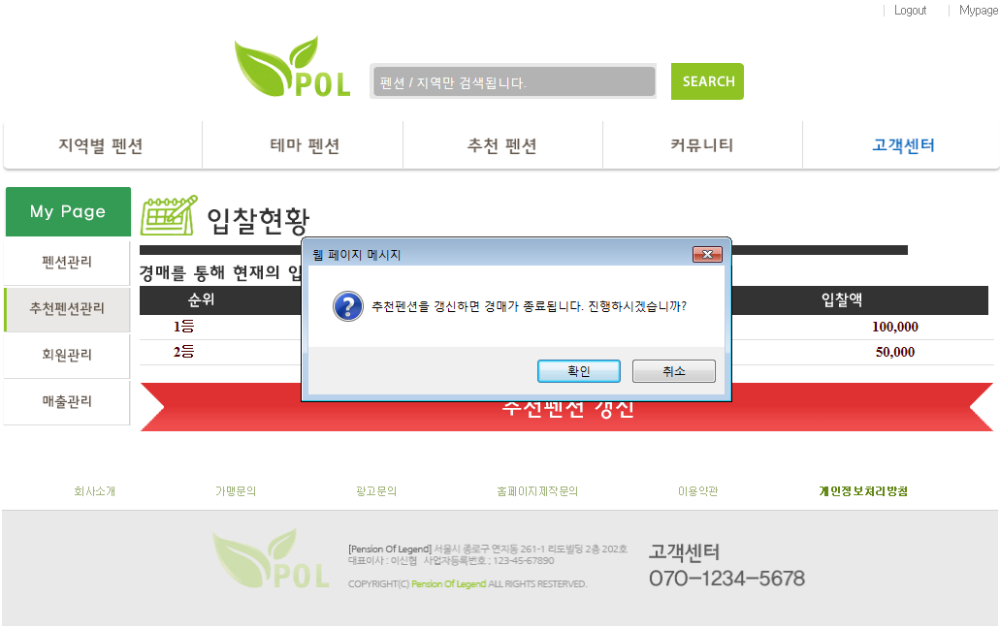 Logout
Mypage
POL
펜션 / 지역만 검색됩니다.
SEARCH
지역별 펜션
테마 펜션
추천 펜션
커뮤니티
고객센터
My Page
펜션관리
추천펜션관리
회원관리
매출관리
입찰현황
경매를 통해 현재의 입
순위
입찰액
1등
100,000
2등
50,000
웹 페이지 메시지
추천펜션을 갱신하면 경매가 종료됩니다. 진행하시겠습니까?
확인
취소
추천펜션 갱신
회사소개
가맹문의
광고문의
홈페이지제작문의
이용약관
개인정보처리방침
POL
[Pension Of Legend] 서울시 종로구 연지동 261-1 리도빌딩 2층 202호
대표이사 : 이신협 사업자등록번호 : 123-45-67890
COPYRIGHT(C) Pension Of Legend ALL RIGHTS RESTERVED.
고객센터
070-1234-5678